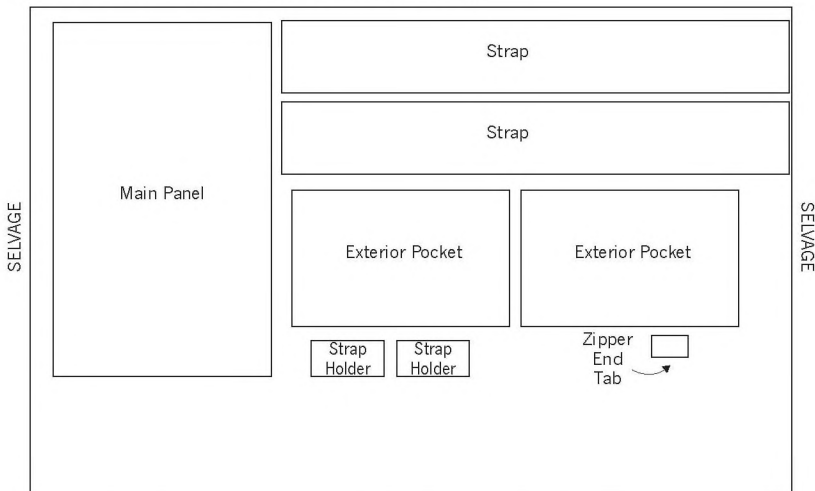 Strap
Strap
Main Panel
SELVAGE
SELVAGE
Exterior Pocket
Exterior Pocket
Strap
Holder
Strap
Holder
Zipper
End
Tab